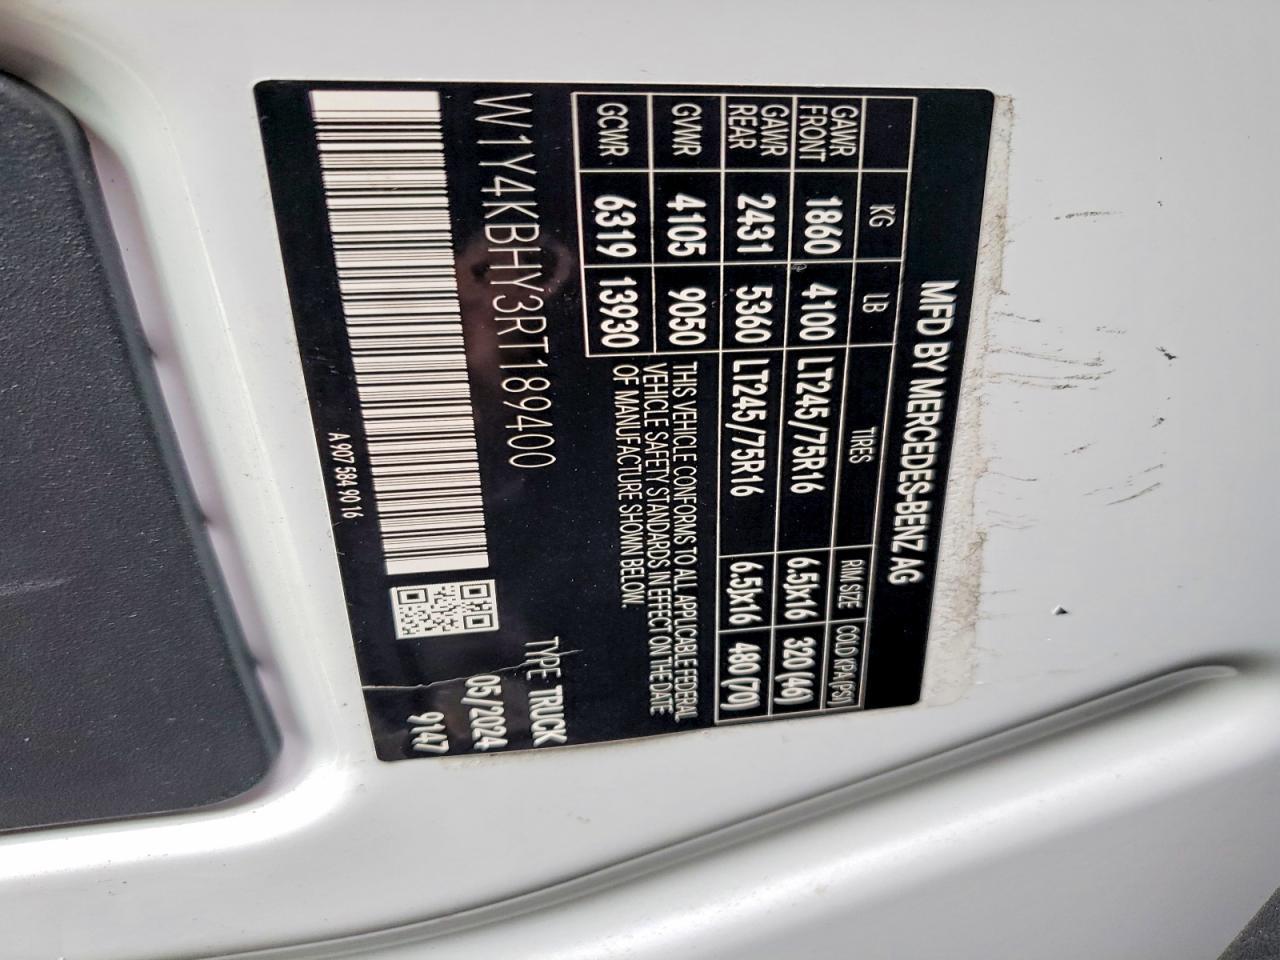 MFD BY MERCEDES-BENZ AG
KG LB TIRES RIM SIZE COLD KPA (PSI)
GAWR FRONT 1860 4100 LT245/75R16 6.5Jx16 320 (46)
GAWR REAR 2431 5360 LT245/75R16 6.5Jx16 480 (70)
GVWR 4105 9050
GCWR 6319 13930
THIS VEHICLE CONFORMS TO ALL APPLICABLE FEDERAL
VEHICLE SAFETY STANDARDS IN EFFECT ON THE DATE
OF MANUFACTURE SHOWN BELOW.
W1Y4KBHY3RT189400
TYPE TRUCK
05/2024
9147
A 907 584 90 16